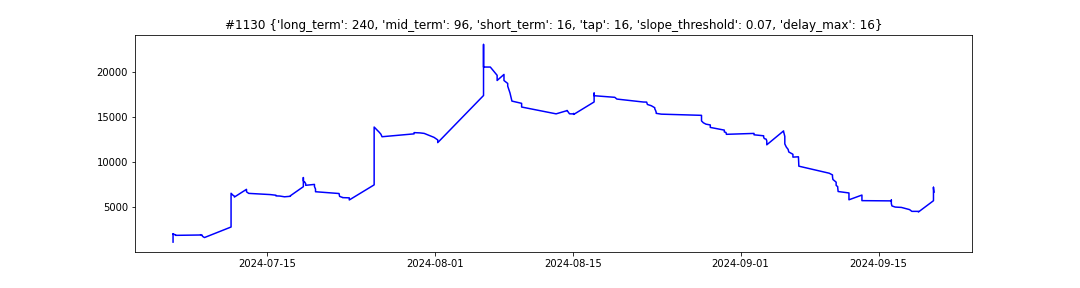 #1130 {'long_term': 240, 'mid_term': 96, 'short_term': 16, 'tap': 16, 'slope_threshold': 0.07, 'delay_max': 16}
20000
15000
10000
5000
2024-07-15 2024-08-01 2024-08-15 2024-09-01 2024-09-15